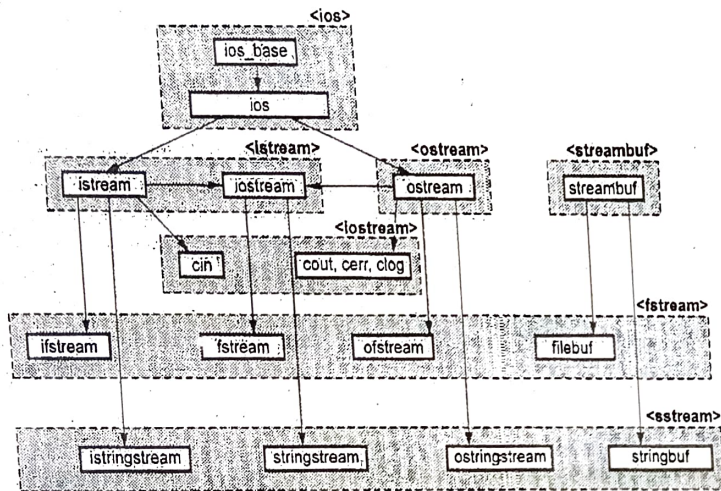 <ios>
ios_base
ios
<istream> <ostream> <streambuf>
istream iostream ostream streambuf
<iostream>
cin cout, cerr, clog
<fstream>
ifstream fstream ofstream filebuf
<sstream>
istringstream stringstream ostringstream stringbuf